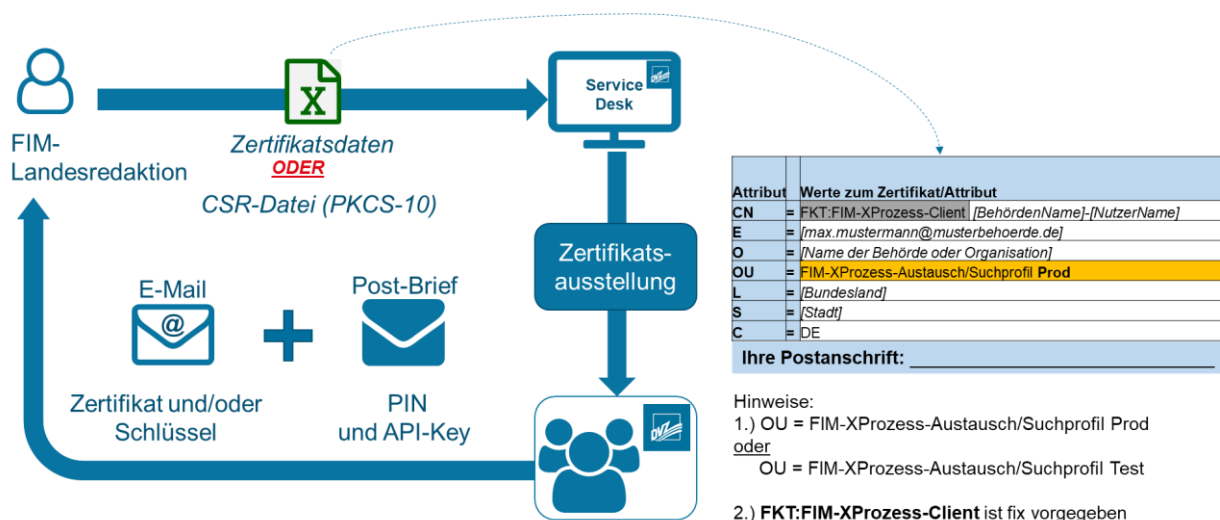 FIM-
Landesredaktion
X
Zertifikatsdaten
ODER
CSR-Datei (PKCS-10)
Service
Desk
DVZ
Zertifikats-
ausstellung
E-Mail
@
Post-Brief
Zertifikat und/oder
Schlüssel
PIN
und API-Key
DVZ
Attribut Werte zum Zertifikat/Attribut
CN = FKT:FIM-XProzess-Client [BehördenName]-[NutzerName]
E = [max.mustermann@musterbehoerde.de]
O = [Name der Behörde oder Organisation]
OU = FIM-XProzess-Austausch/Suchprofil Prod
L = [Bundesland]
S = [Stadt]
C = DE
Ihre Postanschrift: ____________________
Hinweise:
1.) OU = FIM-XProzess-Austausch/Suchprofil Prod
oder
OU = FIM-XProzess-Austausch/Suchprofil Test
2.) FKT:FIM-XProzess-Client ist fix vorgegeben